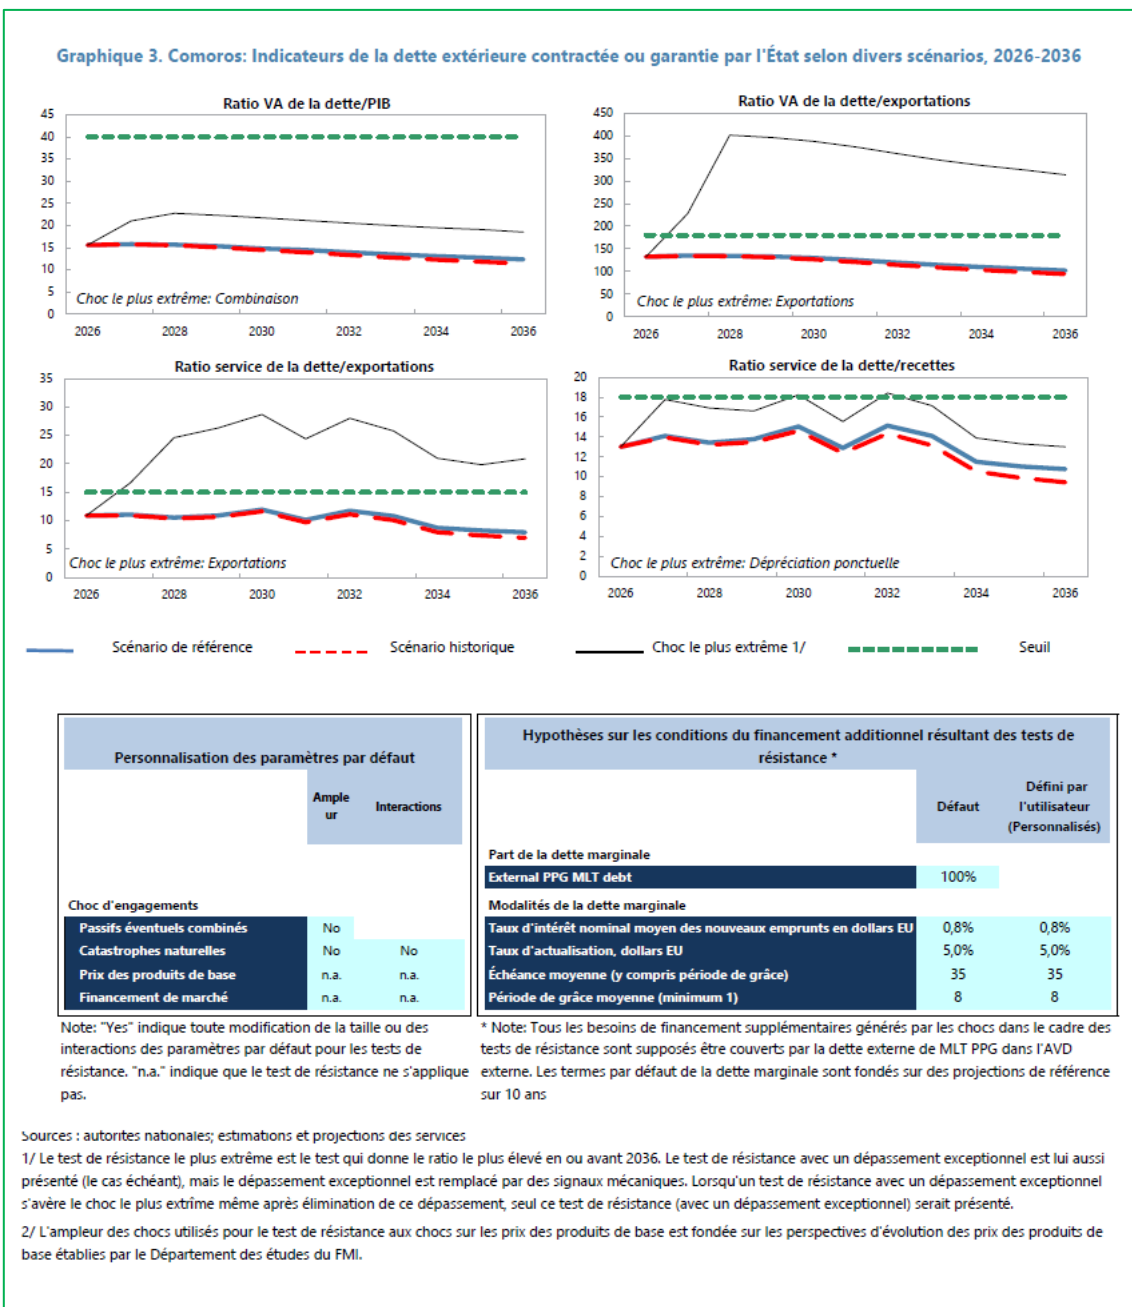 Graphique 3. Comoros: Indicateurs de la dette extérieure contractée ou garantie par l'État selon divers scénarios, 2026-2036
Ratio VA de la dette/PIB
45
40
35
30
25
20
15
10
5
0
Choc le plus extrême: Combinaison
2026 2028 2030 2032 2034 2036
Ratio VA de la dette/exportations
450
400
350
300
250
200
150
100
50
0
Choc le plus extrême: Exportations
2026 2028 2030 2032 2034 2036
Ratio service de la dette/exportations
35
30
25
20
15
10
5
0
Choc le plus extrême: Exportations
2026 2028 2030 2032 2034 2036
Ratio service de la dette/recettes
20
18
16
14
12
10
8
6
4
2
0
Choc le plus extrême: Dépréciation ponctuelle
2026 2028 2030 2032 2034 2036
Scénario de référence Scénario historique Choc le plus extrême 1/ Seuil
Personnalisation des paramètres par défaut
Ample
ur
Interactions
Choc d'engagements
Passifs éventuels combinés No
Catastrophes naturelles No No
Prix des produits de base n.a. n.a.
Financement de marché n.a. n.a.
Note: "Yes" indique toute modification de la taille ou des
interactions des paramètres par défaut pour les tests de
résistance. "n.a." indique que le test de résistance ne s'applique
pas.
Hypothèses sur les conditions du financement additionnel résultant des tests de
résistance *
Défaut
Défini par
l'utilisateur
(Personnalisés)
Part de la dette marginale
External PPG MLT debt 100%
Modalités de la dette marginale
Taux d'intérêt nominal moyen des nouveaux emprunts en dollars EU 0,8% 0,8%
Taux d'actualisation, dollars EU 5,0% 5,0%
Échéance moyenne (y compris période de grâce) 35 35
Période de grâce moyenne (minimum 1) 8 8
* Note: Tous les besoins de financement supplémentaires générés par les chocs dans le cadre des
tests de résistance sont supposés être couverts par la dette externe de MLT PPG dans l'AVD
externe. Les termes par défaut de la dette marginale sont fondés sur des projections de référence
sur 10 ans
Sources : autorités nationales; estimations et projections des services
1/ Le test de résistance le plus extrême est le test qui donne le ratio le plus élevé en ou avant 2036. Le test de résistance avec un dépassement exceptionnel est lui aussi
présenté (le cas échéant), mais le dépassement exceptionnel est remplacé par des signaux mécaniques. Lorsqu'un test de résistance avec un dépassement exceptionnel
s'avère le choc le plus extrîme même après élimination de ce dépassement, seul ce test de résistance (avec un dépassement exceptionnel) serait présenté.
2/ L'ampleur des chocs utilisés pour le test de résistance aux chocs sur les prix des produits de base est fondée sur les perspectives d'évolution des prix des produits de
base établies par le Département des études du FMI.